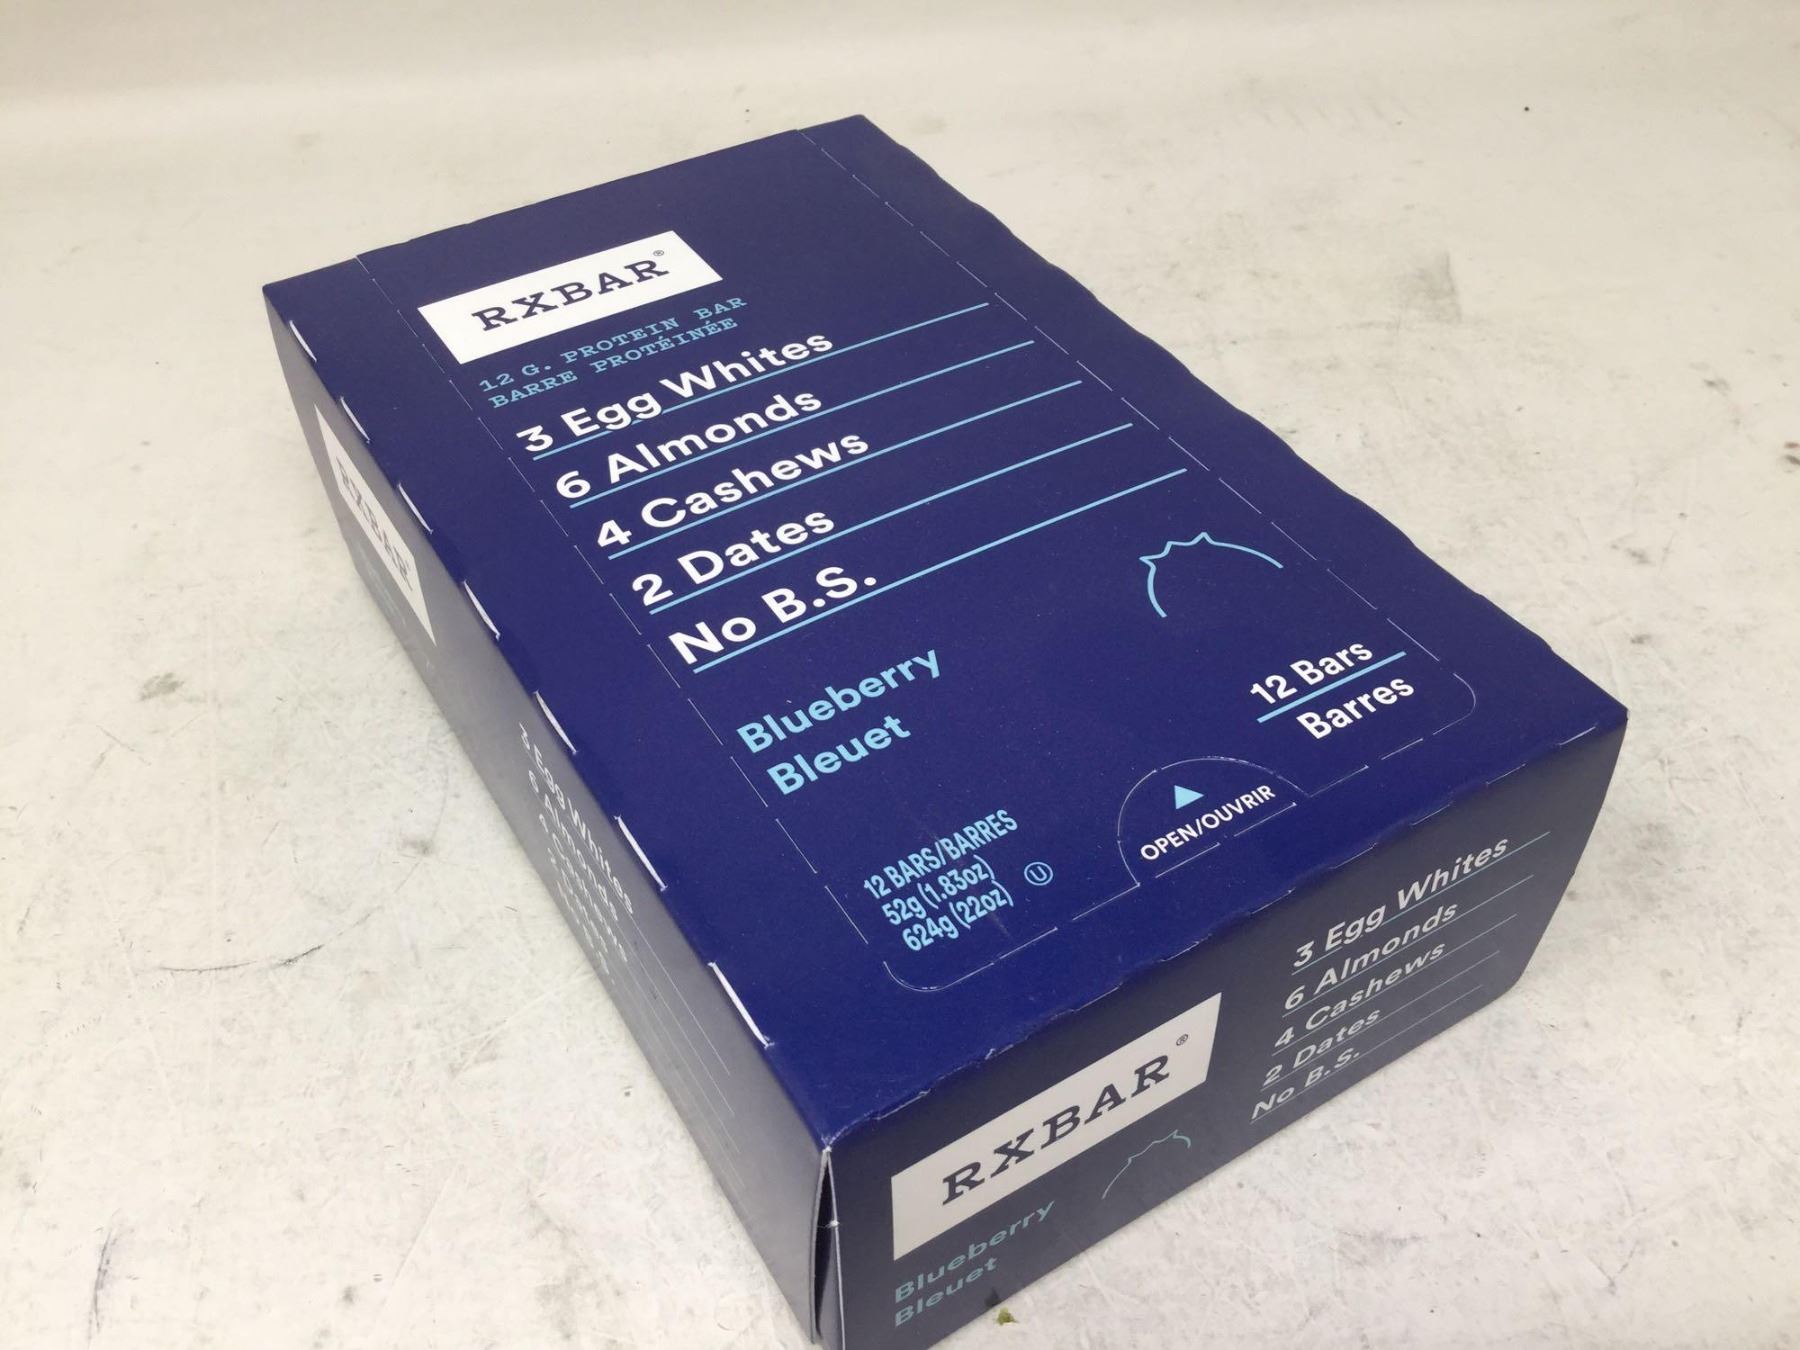 RXBAR®
12 G. PROTEIN BAR
BARRE PROTÉINÉE
3 Egg Whites
6 Almonds
4 Cashews
2 Dates
No B.S.
Blueberry
Bleuet
12 Bars
Barres
12 BARS/BARRES
52g (1.83oz)
624g (22oz)
U
OPEN/OUVRIR
RXBAR
3 Egg Whites
6 Almonds
4 Cashews
RXBAR®
Blueberry
Bleuet
3 Egg Whites
6 Almonds
4 Cashews
2 Dates
No B.S.